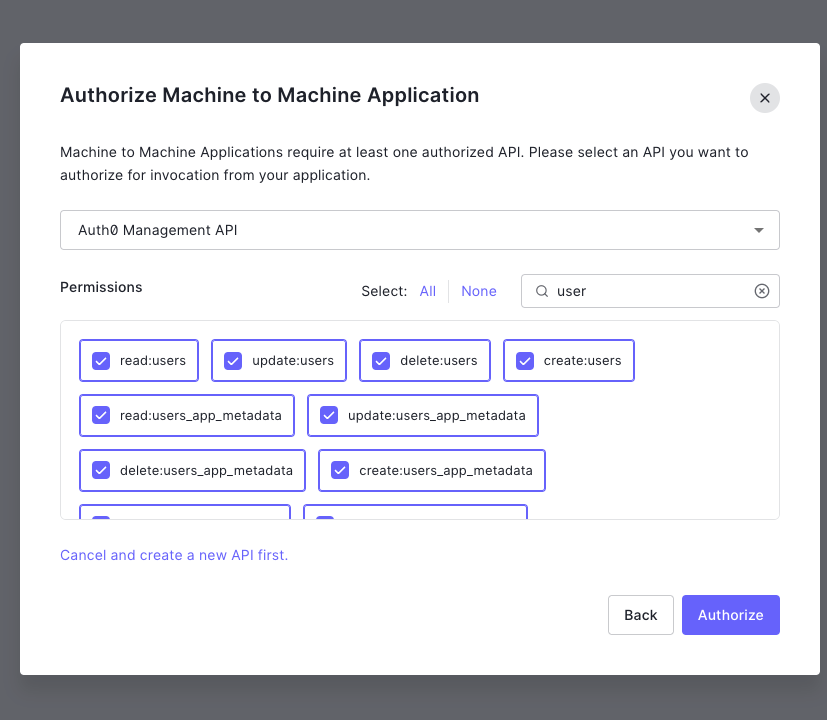 Authorize Machine to Machine Application
Machine to Machine Applications require at least one authorized API. Please select an API you want to
authorize for invocation from your application.
Auth0 Management API
Permissions
Select: All None
user
read:users update:users delete:users create:users
read:users_app_metadata update:users_app_metadata
delete:users_app_metadata create:users_app_metadata
Cancel and create a new API first.
Back Authorize